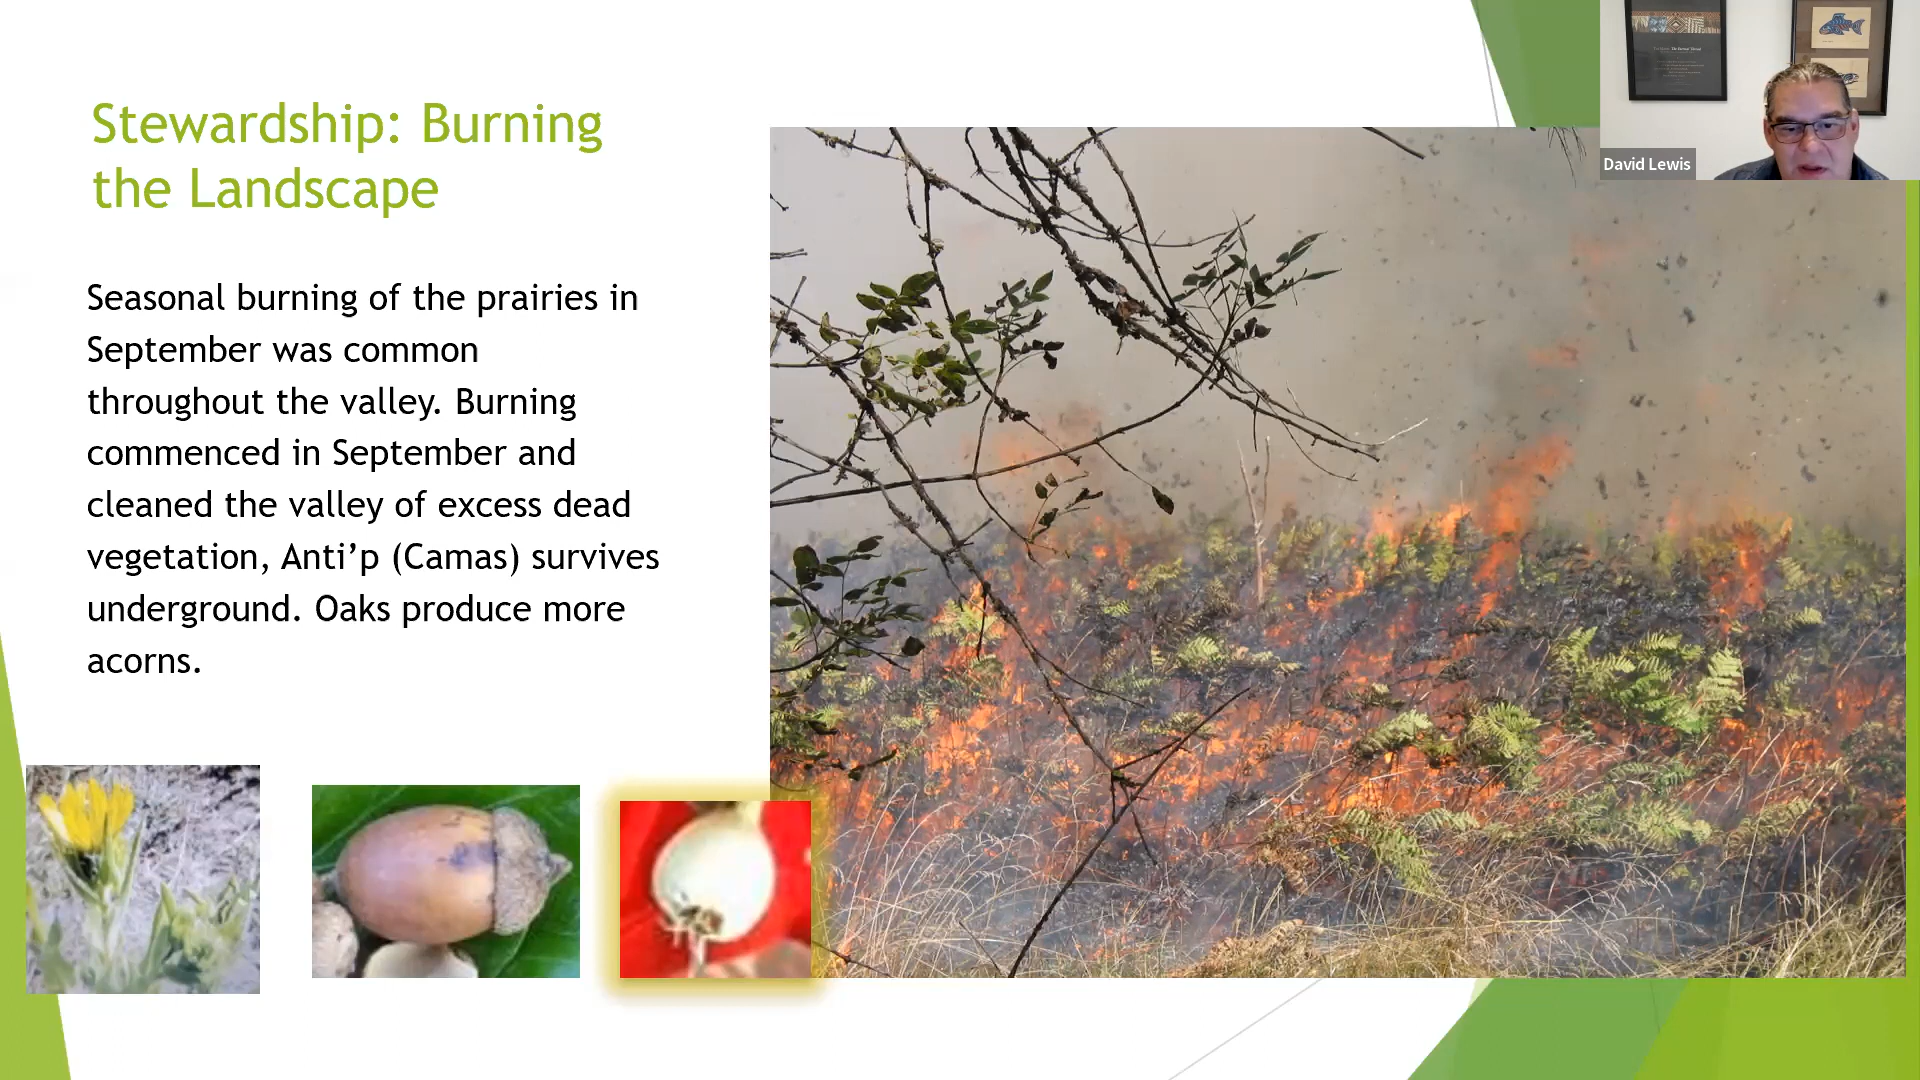 Stewardship: Burning
the Landscape
David Lewis
Seasonal burning of the prairies in
September was common
throughout the valley. Burning
commenced in September and
cleaned the valley of excess dead
vegetation, Anti’p (Camas) survives
underground. Oaks produce more
acorns.